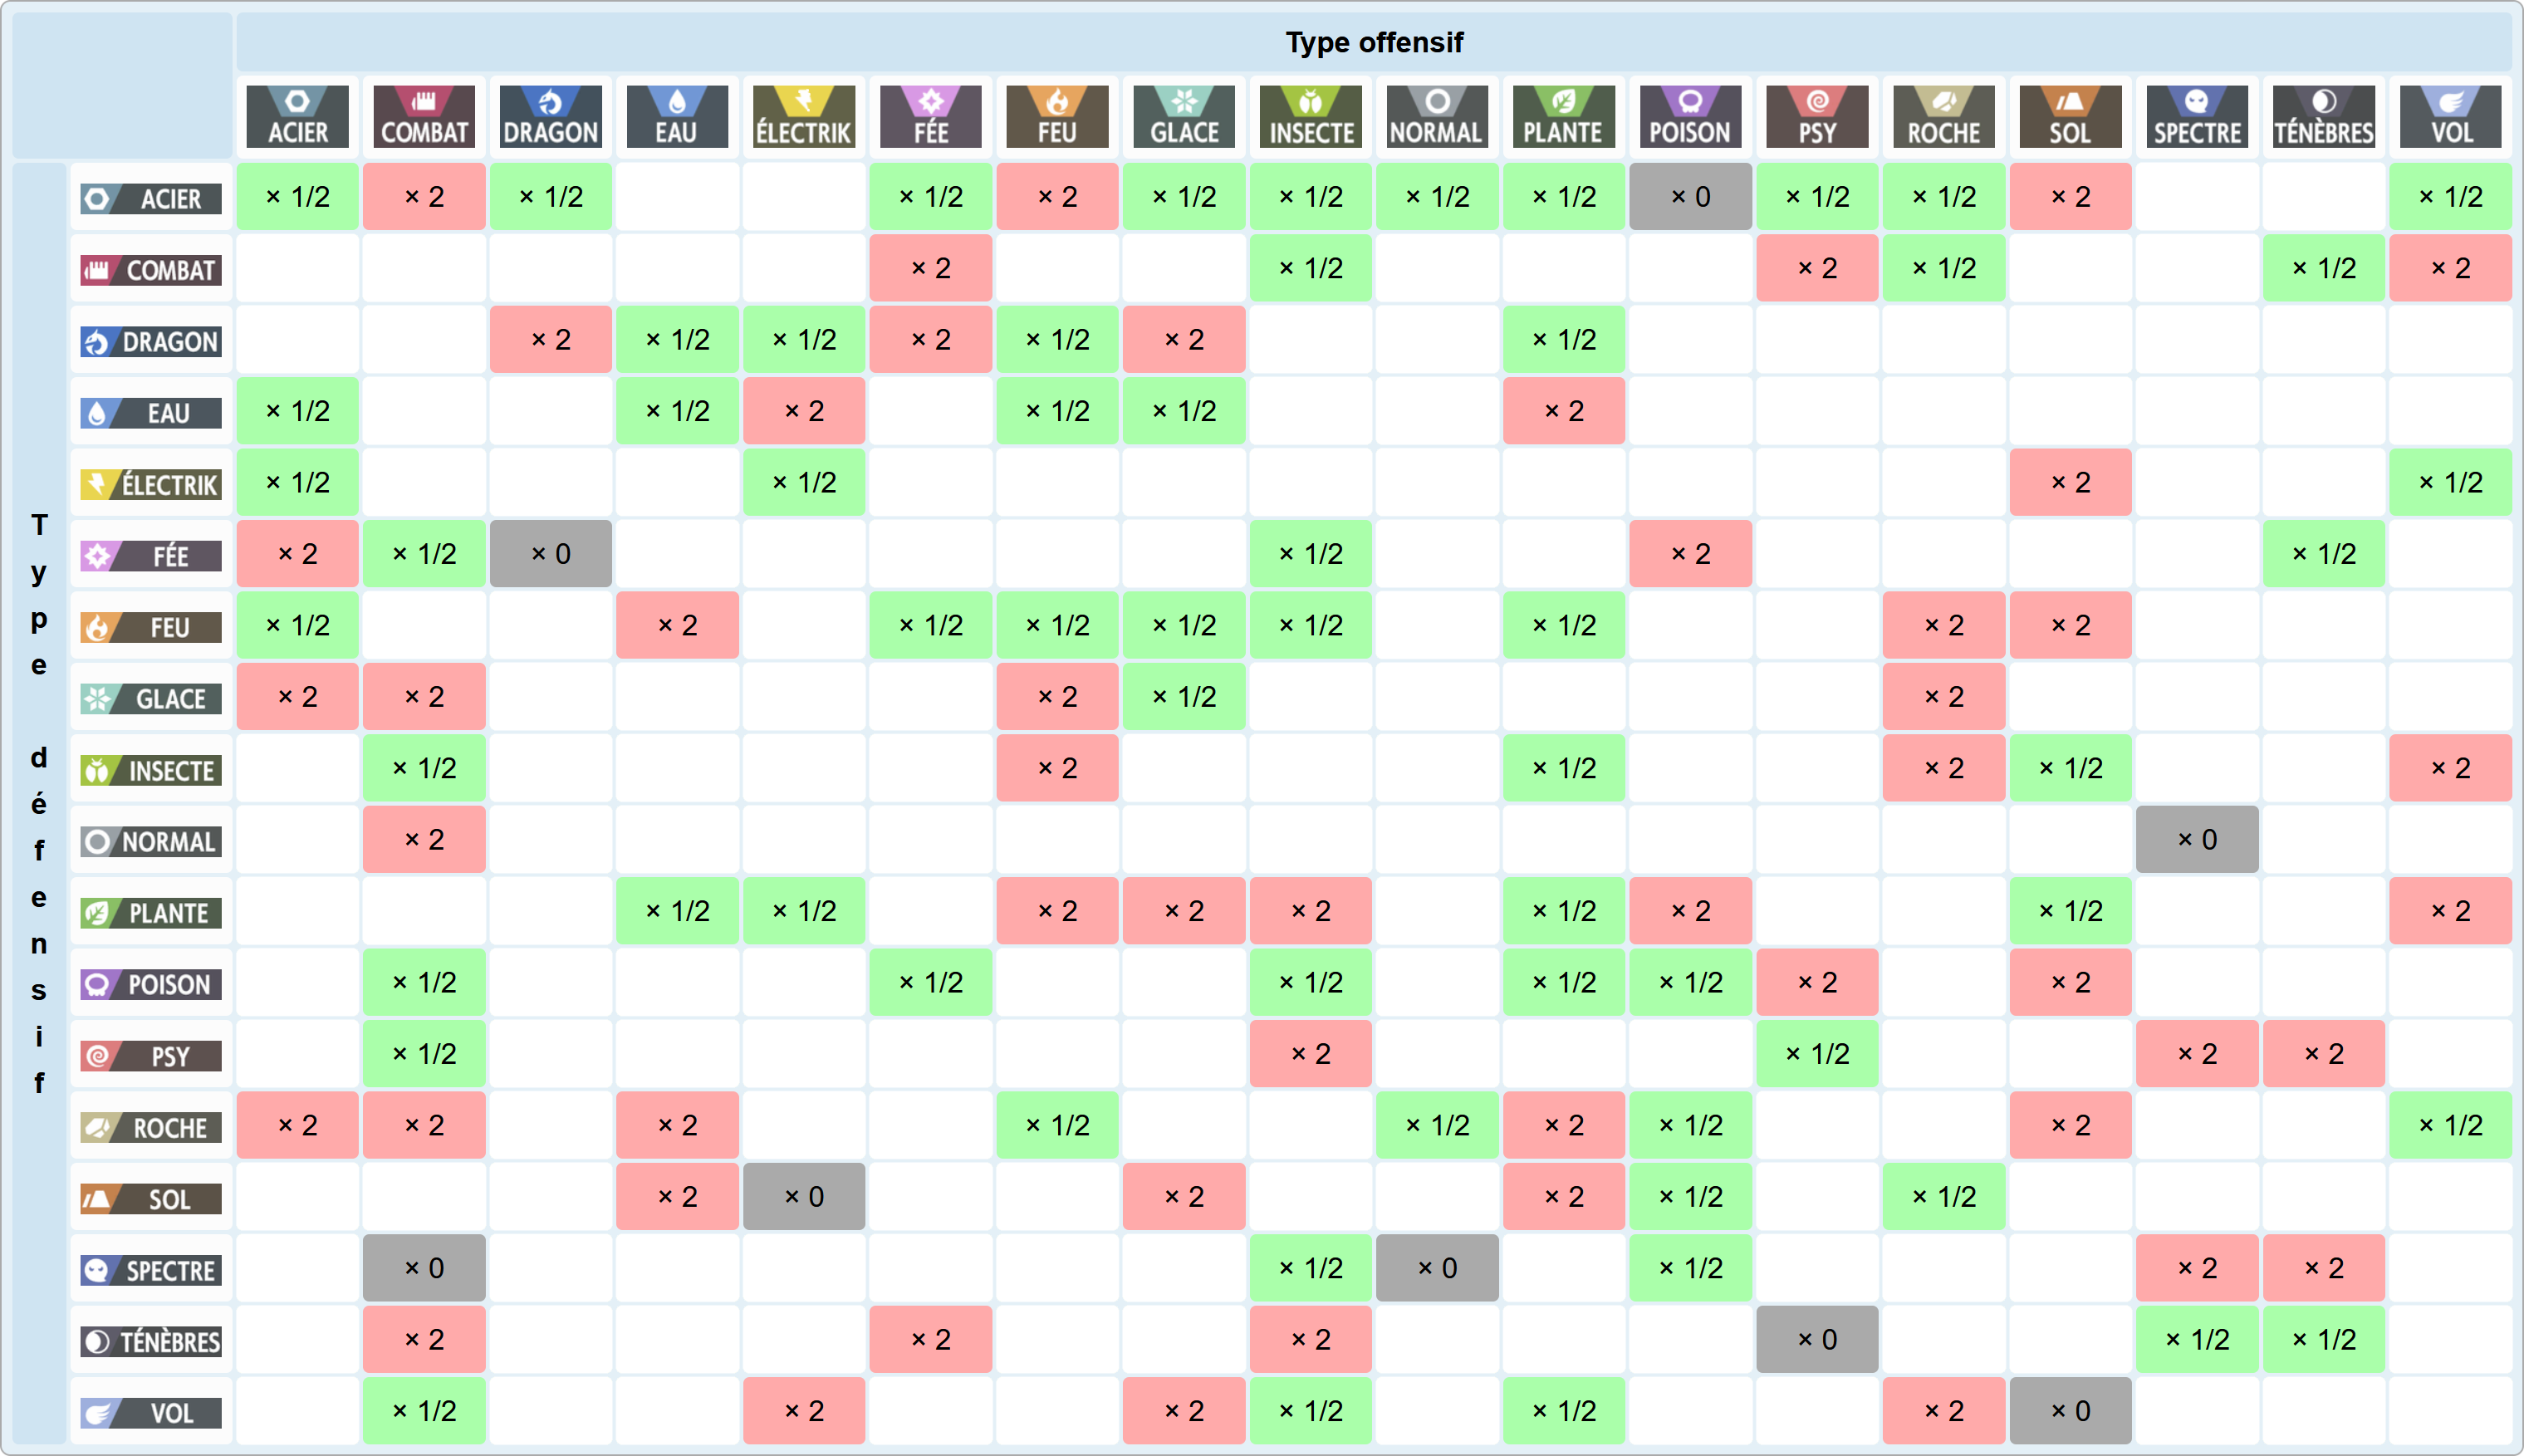 Type offensif
ACIER COMBAT DRAGON EAU ÉLECTRIK FÉE FEU GLACE INSECTE NORMAL PLANTE POISON PSY ROCHE SOL SPECTRE TÉNÈBRES VOL
Type défensif
ACIER × 1/2 × 2 × 1/2 × 1/2 × 2 × 1/2 × 1/2 × 1/2 × 1/2 × 0 × 1/2 × 1/2 × 2 × 1/2
COMBAT × 2 × 1/2 × 2 × 1/2 × 1/2 × 2
DRAGON × 2 × 1/2 × 1/2 × 2 × 1/2 × 2 × 1/2
EAU × 1/2 × 1/2 × 2 × 1/2 × 1/2 × 2
ÉLECTRIK × 1/2 × 1/2 × 2 × 1/2
FÉE × 2 × 1/2 × 0 × 1/2 × 2 × 1/2
FEU × 1/2 × 2 × 1/2 × 1/2 × 1/2 × 1/2 × 1/2 × 2 × 2
GLACE × 2 × 2 × 2 × 1/2 × 2
INSECTE × 1/2 × 2 × 1/2 × 2 × 1/2 × 2
NORMAL × 2 × 0
PLANTE × 1/2 × 1/2 × 2 × 2 × 2 × 1/2 × 2 × 1/2 × 2
POISON × 1/2 × 1/2 × 1/2 × 1/2 × 1/2 × 2 × 2
PSY × 1/2 × 2 × 1/2 × 2 × 2
ROCHE × 2 × 2 × 2 × 1/2 × 1/2 × 2 × 1/2 × 2 × 1/2
SOL × 2 × 0 × 2 × 2 × 1/2 × 1/2
SPECTRE × 0 × 1/2 × 0 × 1/2 × 2 × 2
TÉNÈBRES × 2 × 2 × 2 × 0 × 1/2 × 1/2
VOL × 1/2 × 2 × 2 × 1/2 × 1/2 × 2 × 0